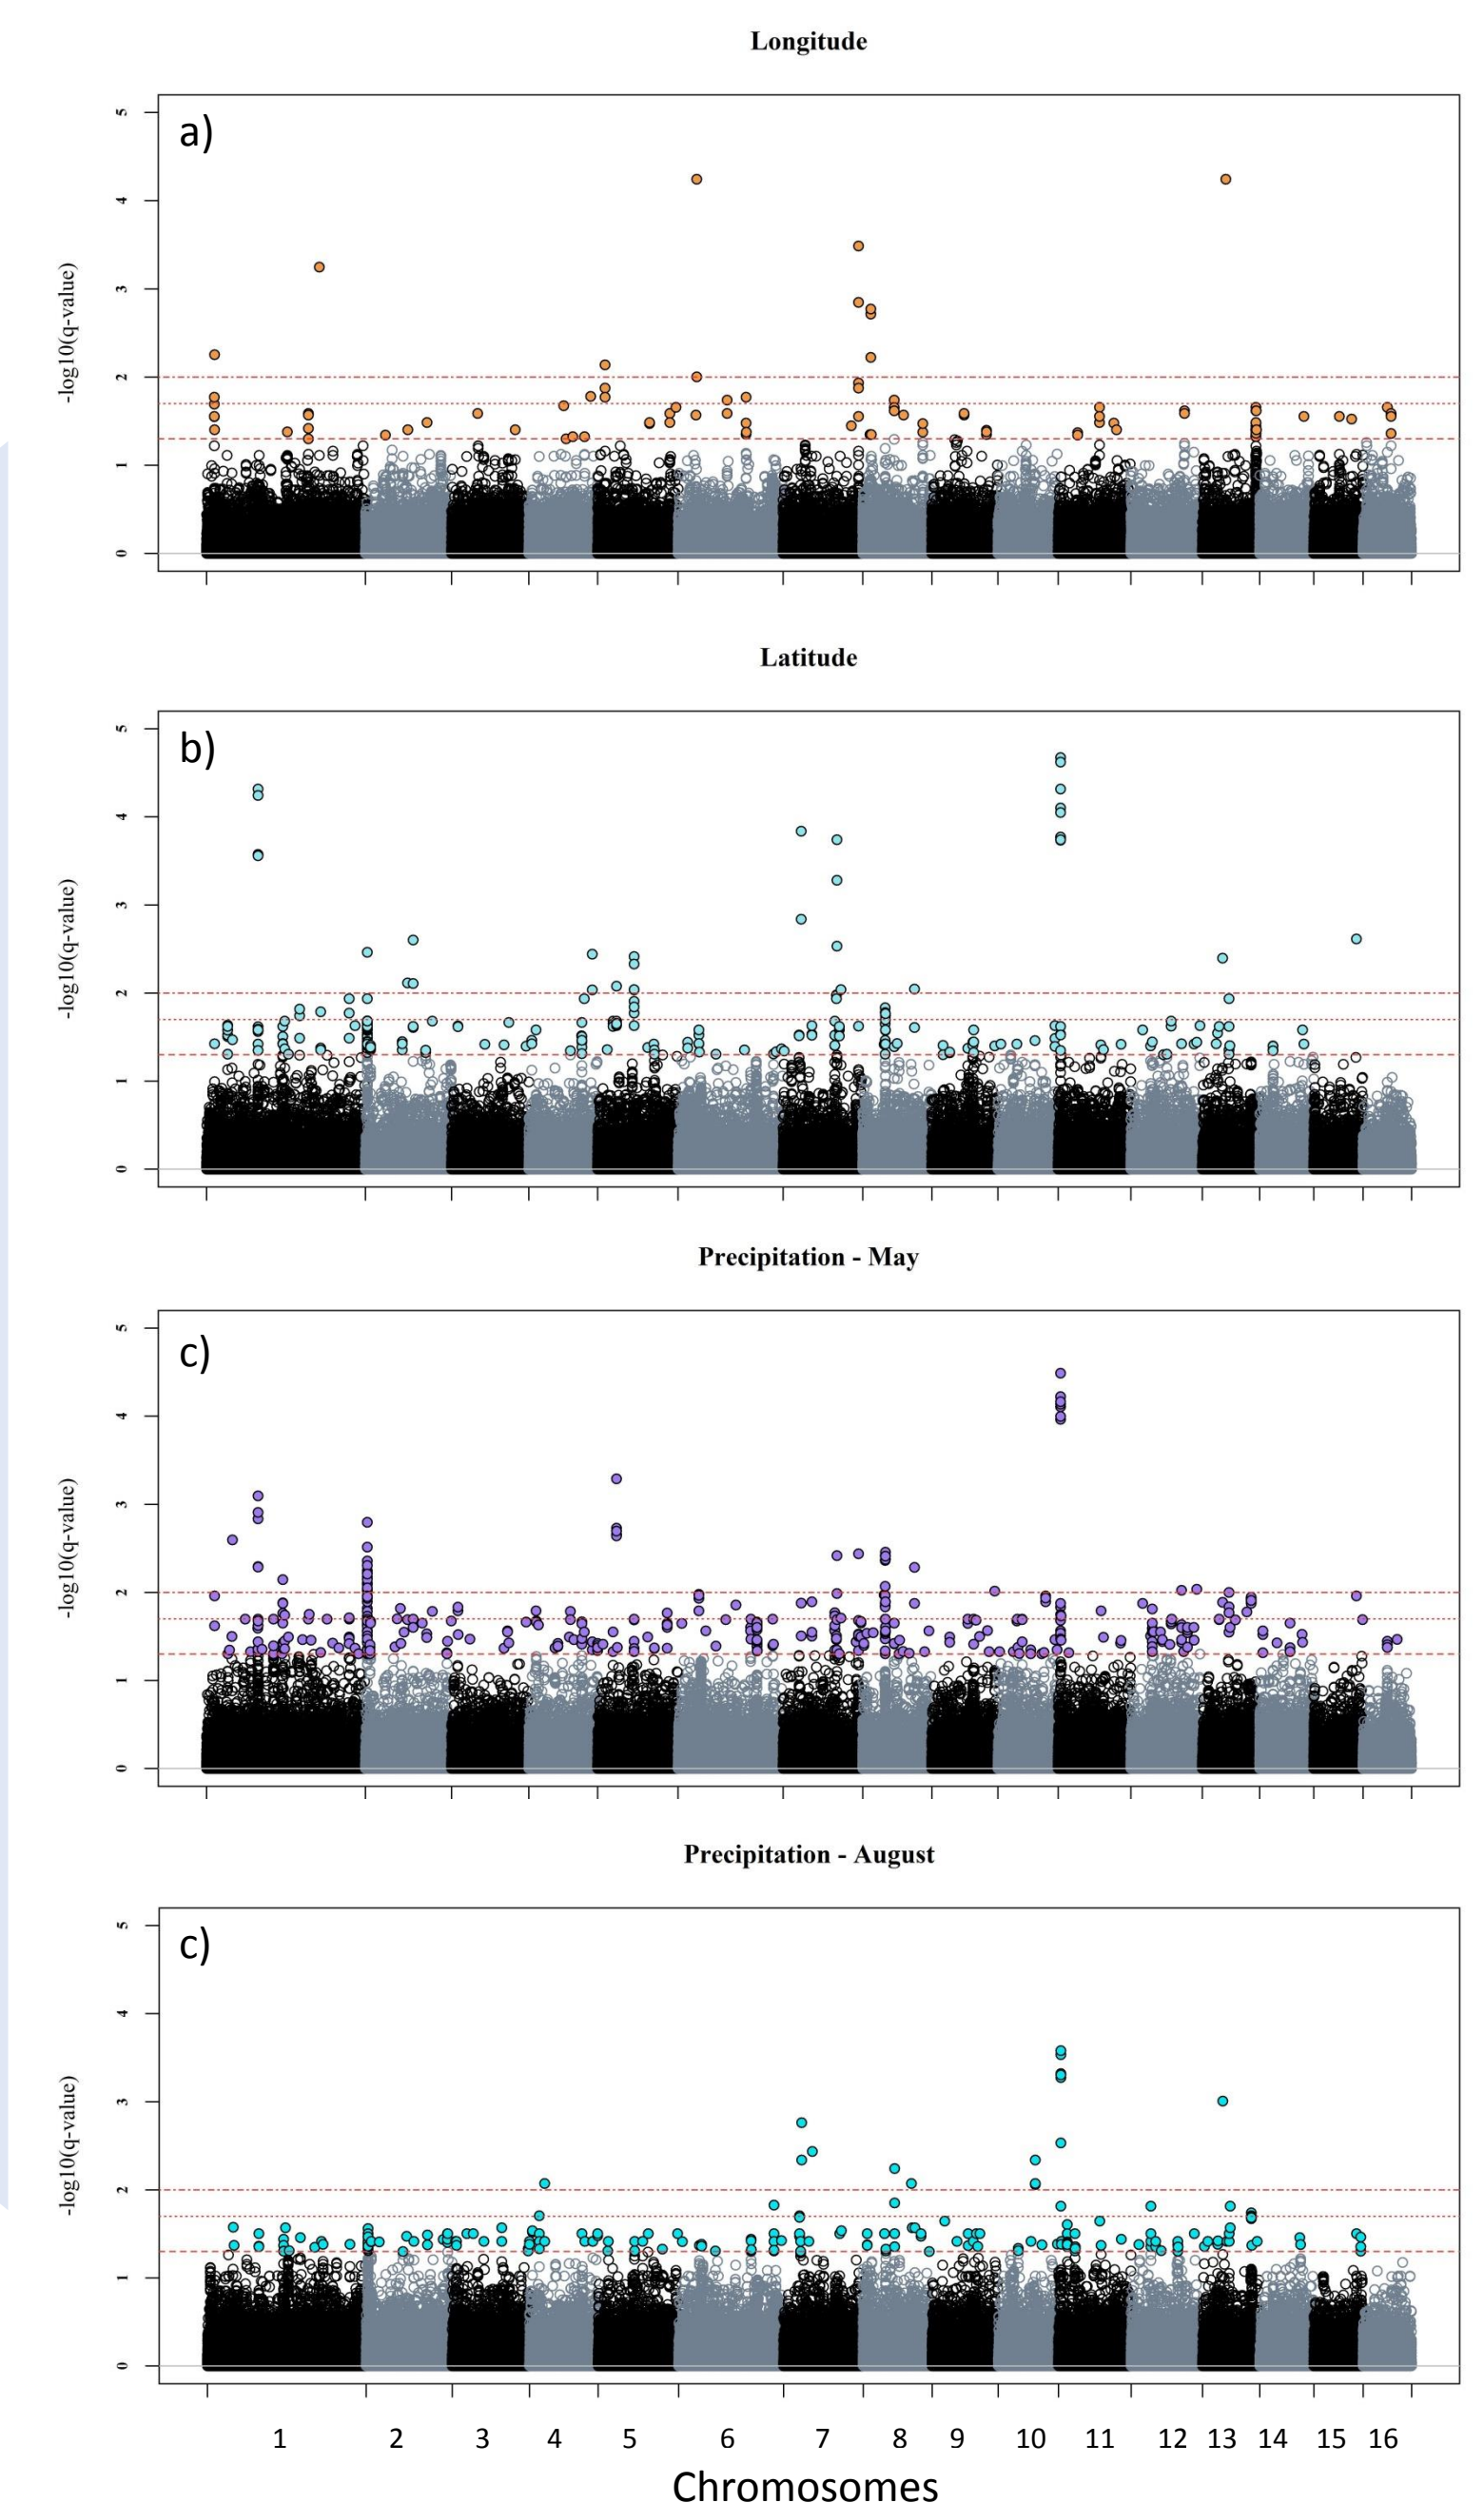 Longitude
a)
5
4
3
2
1
0
-log10(q-value)
Latitude
b)
5
4
3
2
1
0
-log10(q-value)
Precipitation - May
c)
5
4
3
2
1
0
-log10(q-value)
Precipitation - August
c)
5
4
3
2
1
0
-log10(q-value)
1 2 3 4 5 6 7 8 9 10 11 12 13 14 15 16
Chromosomes